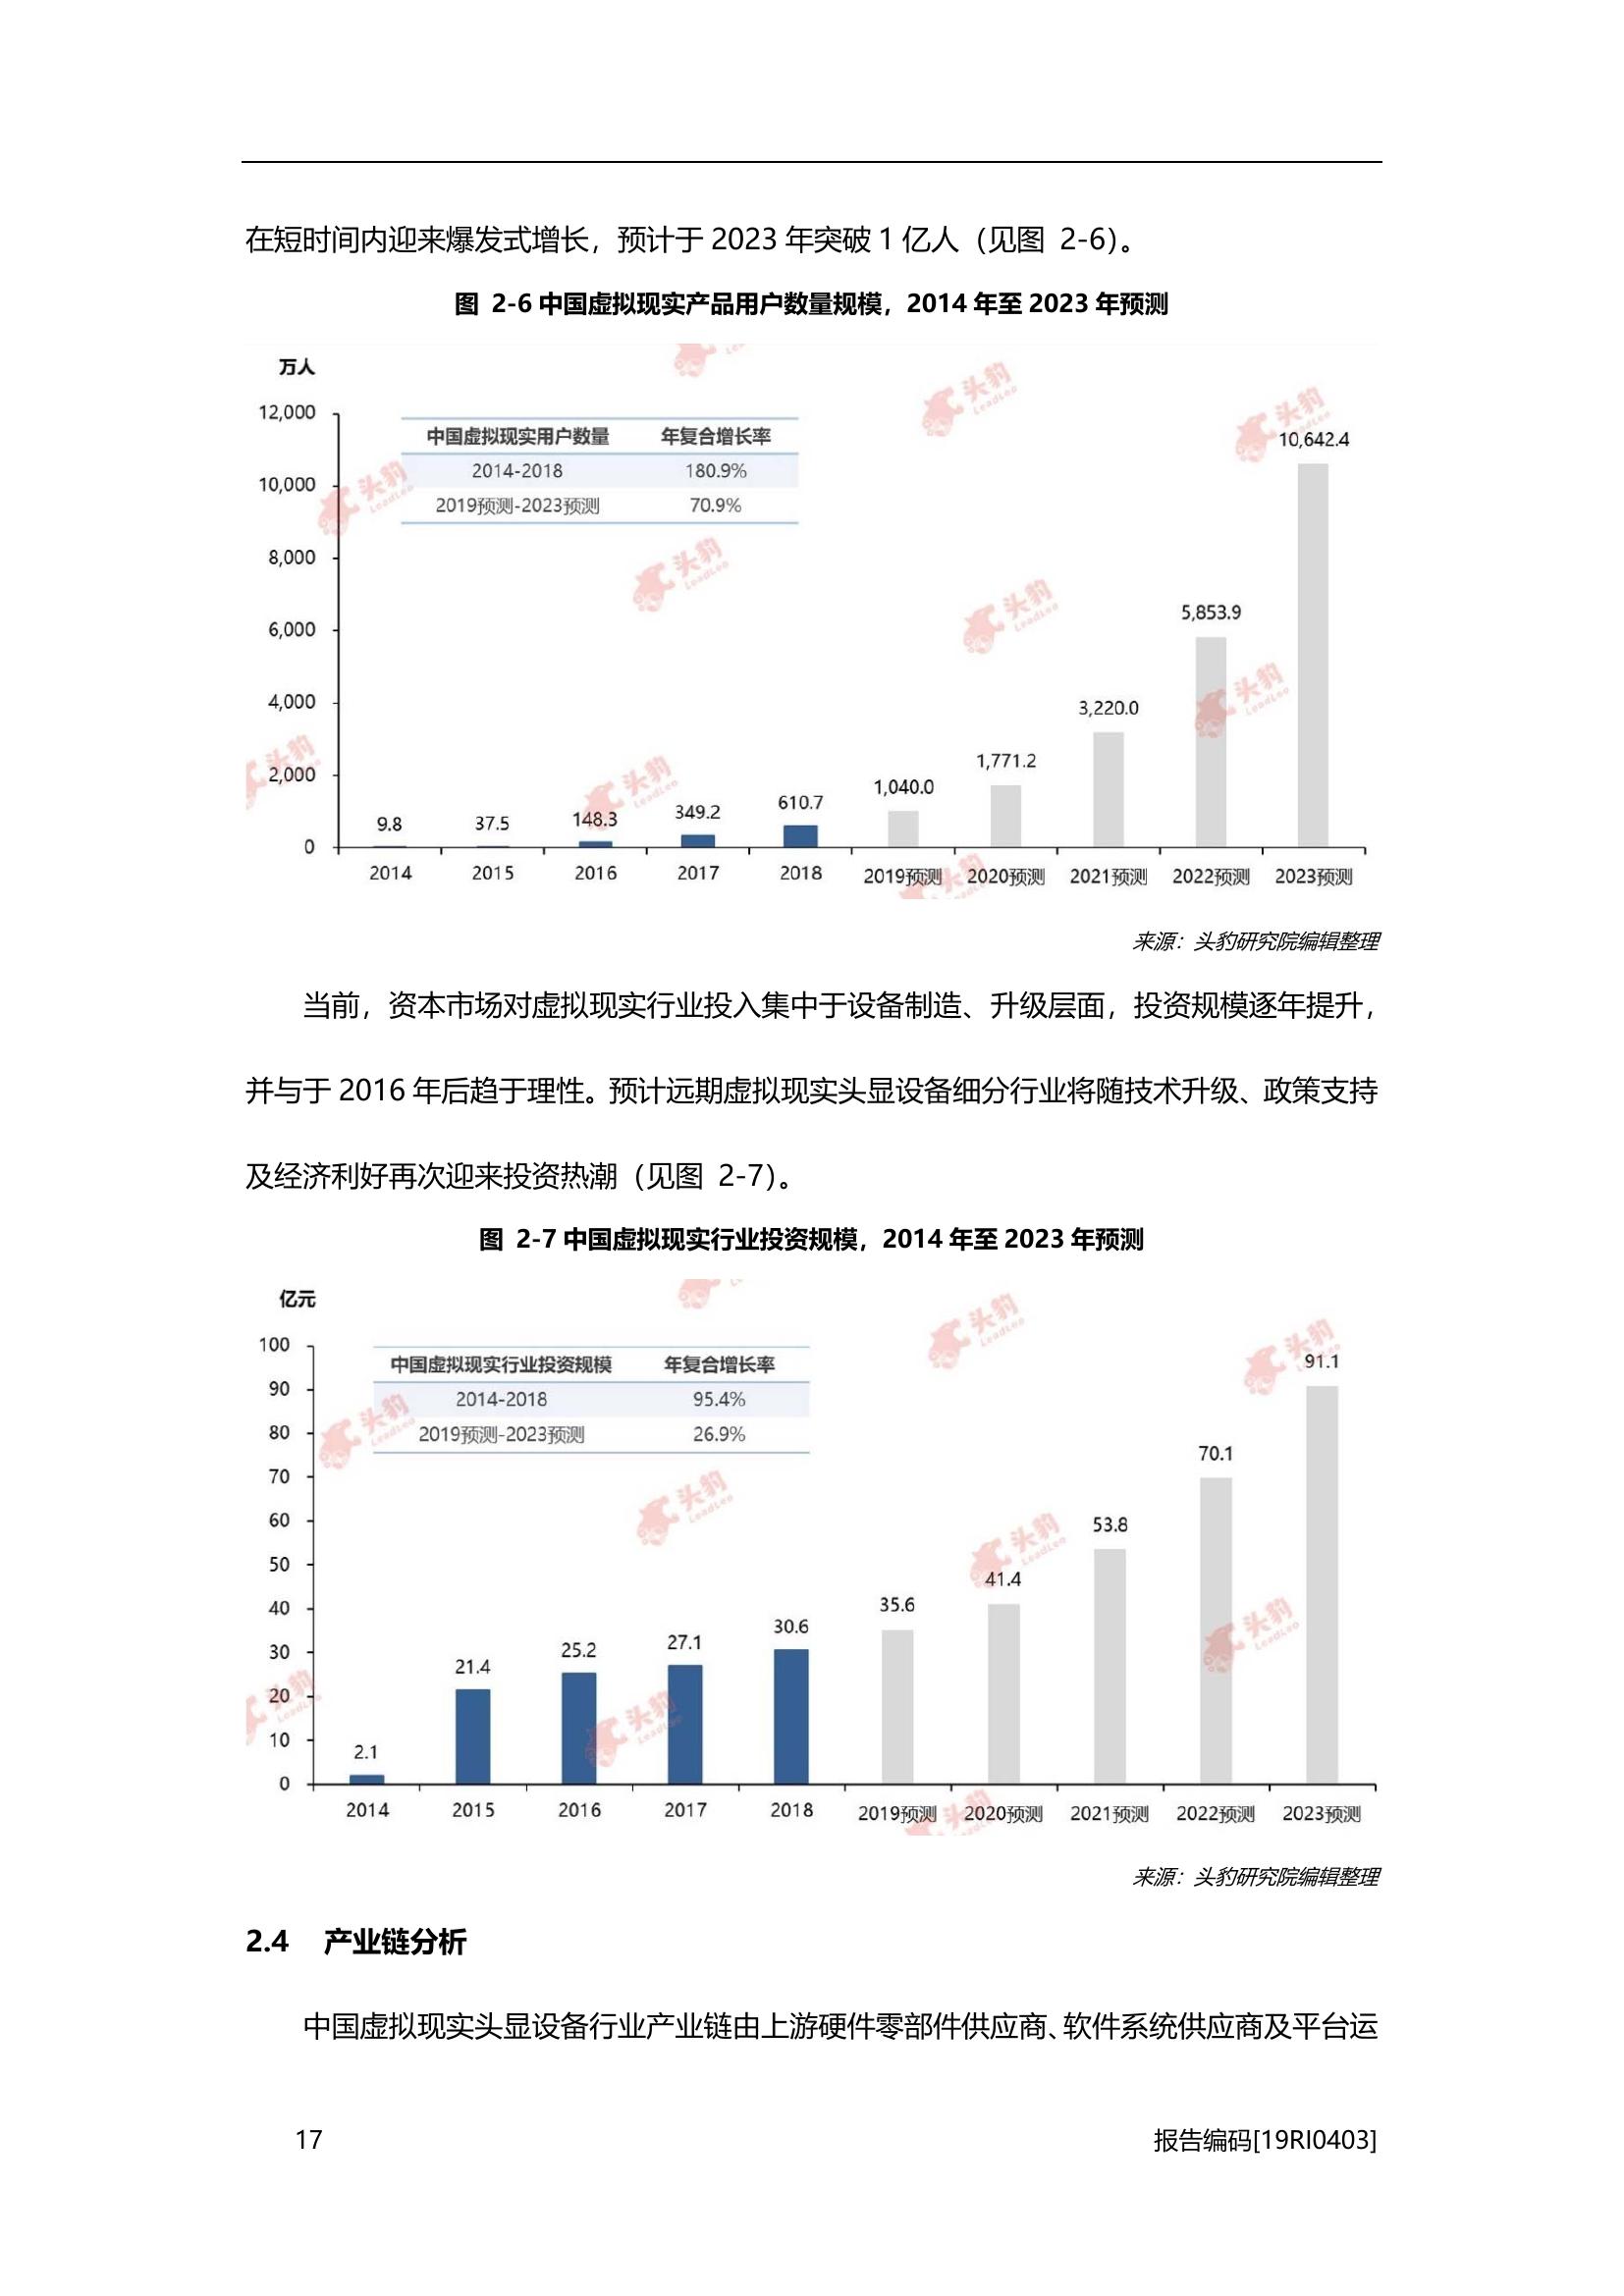 在短时间内迎来爆发式增长，预计于 2023 年突破 1 亿人（见图 2-6）。
图 2-6 中国虚拟现实产品用户数量规模，2014 年至 2023 年预测
万人
12,000
10,000
8,000
6,000
4,000
2,000
0
中国虚拟现实用户数量 年复合增长率
2014-2018 180.9%
2019预测-2023预测 70.9%
9.8 37.5 148.3 349.2 610.7 1,040.0 1,771.2 3,220.0 5,853.9 10,642.4
2014 2015 2016 2017 2018 2019预测 2020预测 2021预测 2022预测 2023预测
头豹 LeadLeo
来源：头豹研究院编辑整理
当前，资本市场对虚拟现实行业投入集中于设备制造、升级层面，投资规模逐年提升，
并与于 2016 年后趋于理性。预计远期虚拟现实头显设备细分行业将随技术升级、政策支持
及经济利好再次迎来投资热潮（见图 2-7）。
图 2-7 中国虚拟现实行业投资规模，2014 年至 2023 年预测
亿元
100
90
80
70
60
50
40
30
20
10
0
中国虚拟现实行业投资规模 年复合增长率
2014-2018 95.4%
2019预测-2023预测 26.9%
2.1 21.4 25.2 27.1 30.6 35.6 41.4 53.8 70.1 91.1
2014 2015 2016 2017 2018 2019预测 2020预测 2021预测 2022预测 2023预测
头豹 LeadLeo
来源：头豹研究院编辑整理
2.4 产业链分析
中国虚拟现实头显设备行业产业链由上游硬件零部件供应商、软件系统供应商及平台运
17 报告编码[19RI0403]